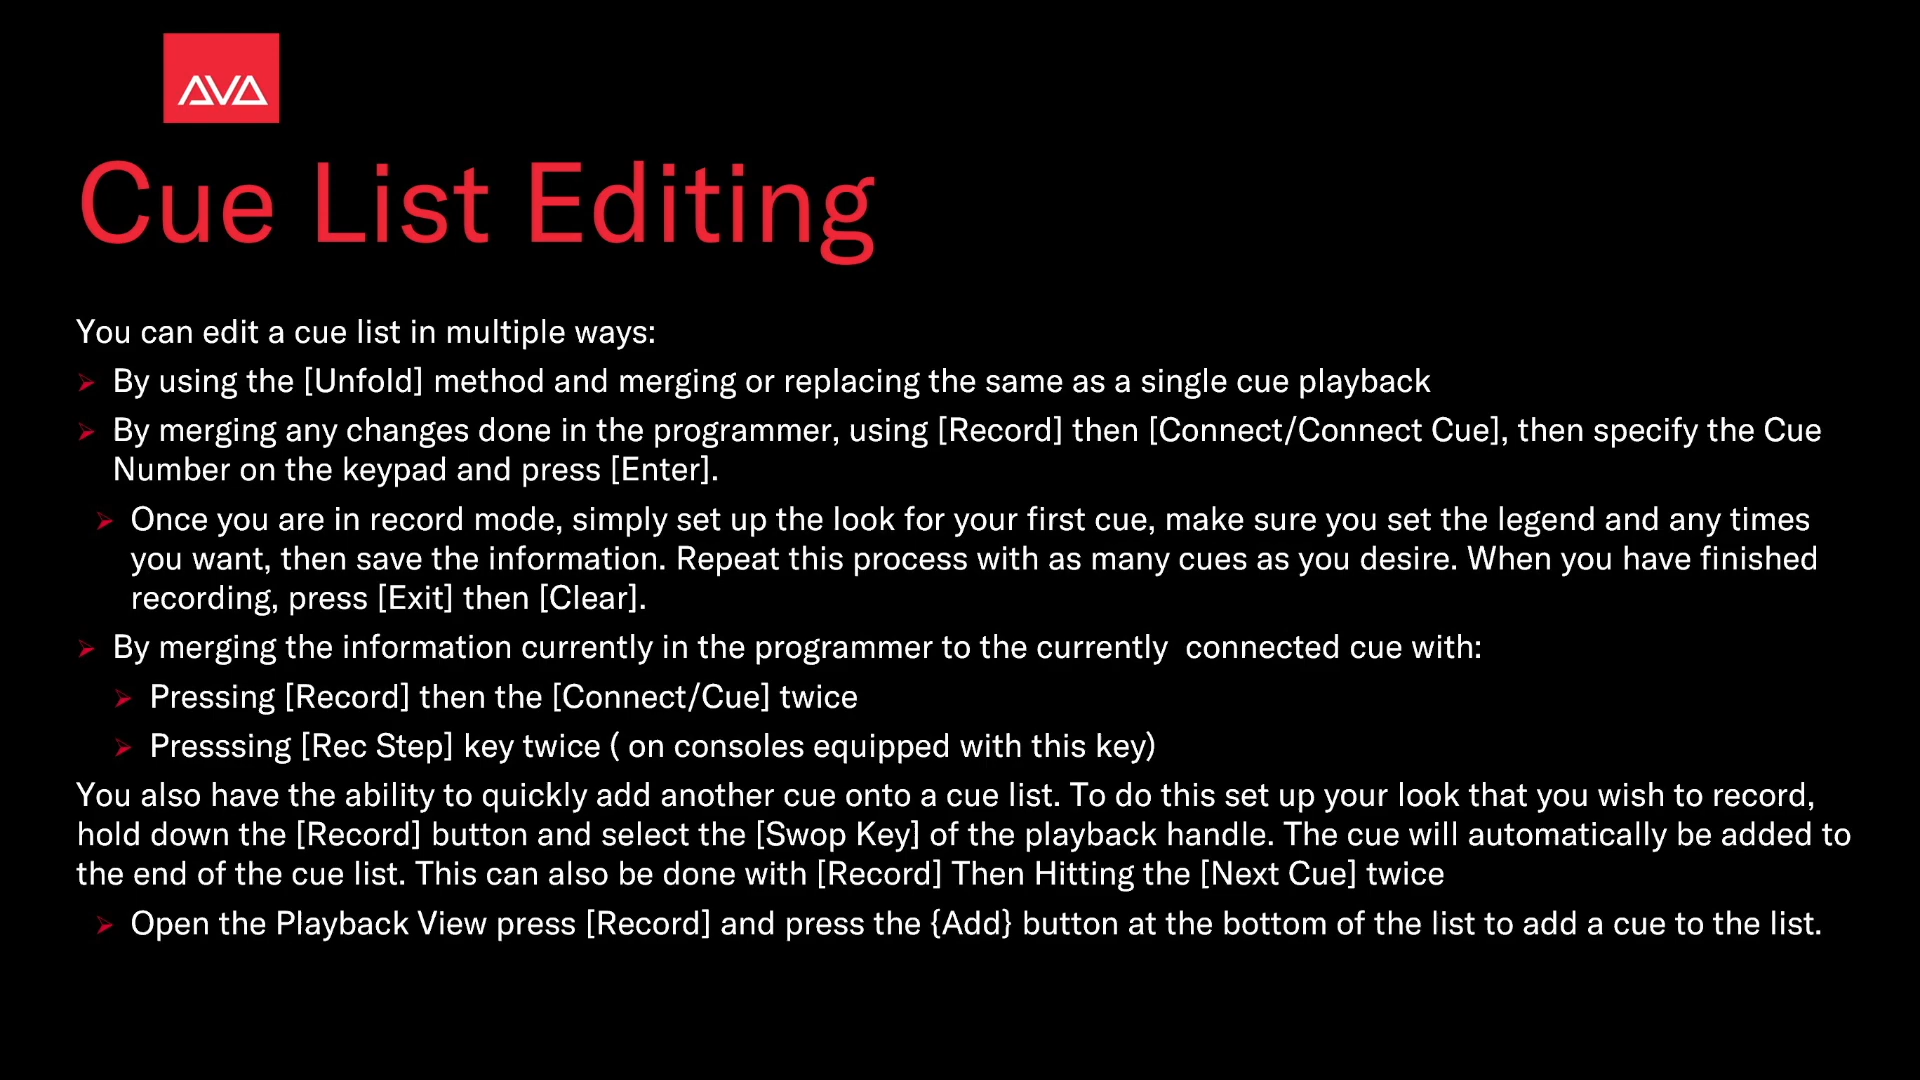 AVA
Cue List Editing
You can edit a cue list in multiple ways:
By using the [Unfold] method and merging or replacing the same as a single cue playback
By merging any changes done in the programmer, using [Record] then [Connect/Connect Cue], then specify the Cue
Number on the keypad and press [Enter].
Once you are in record mode, simply set up the look for your first cue, make sure you set the legend and any times
you want, then save the information. Repeat this process with as many cues as you desire. When you have finished
recording, press [Exit] then [Clear].
By merging the information currently in the programmer to the currently  connected cue with:
Pressing [Record] then the [Connect/Cue] twice
Presssing [Rec Step] key twice ( on consoles equipped with this key)
You also have the ability to quickly add another cue onto a cue list. To do this set up your look that you wish to record,
hold down the [Record] button and select the [Swop Key] of the playback handle. The cue will automatically be added to
the end of the cue list. This can also be done with [Record] Then Hitting the [Next Cue] twice
Open the Playback View press [Record] and press the {Add} button at the bottom of the list to add a cue to the list.